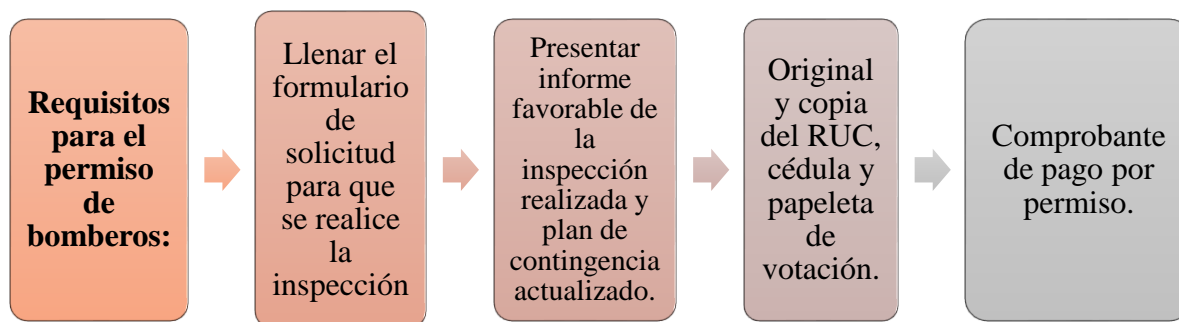 Requisitos
para el
permiso
de
bomberos:
Llenar el
formulario
de
solicitud
para que
se realice
la
inspección
Presentar
informe
favorable de
la
inspección
realizada y
plan de
contingencia
actualizado.
Original
y copia
del RUC,
cédula y
papeleta
de
votación.
Comprobante
de pago por
permiso.